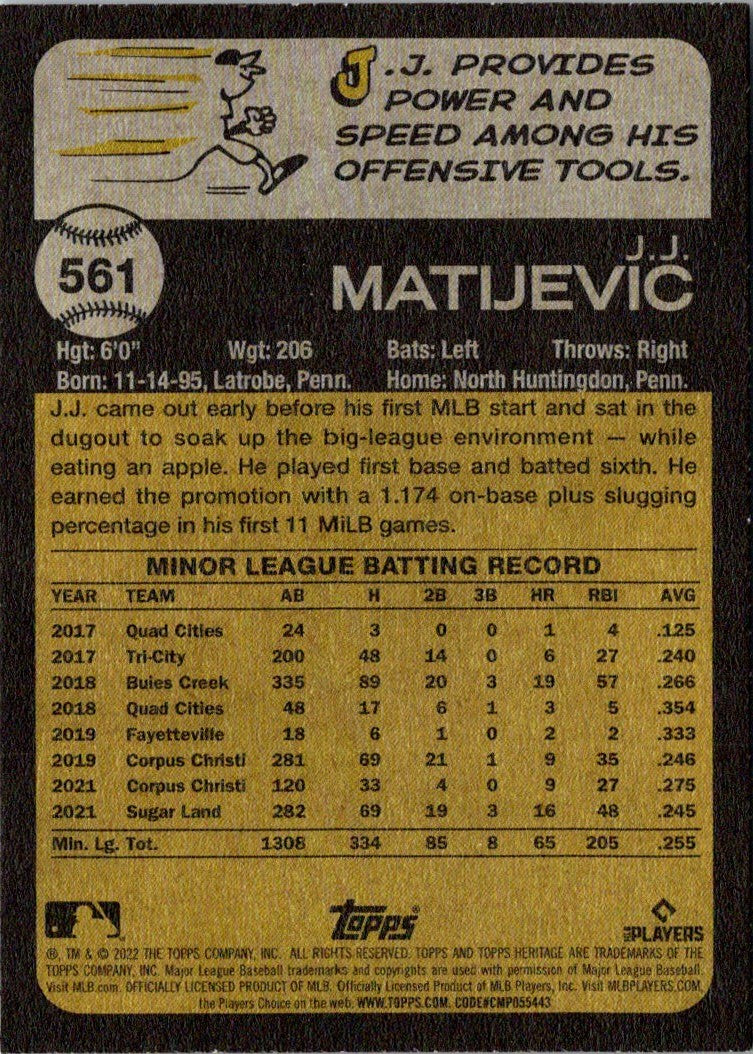 J.J. PROVIDES
POWER AND
SPEED AMONG HIS
OFFENSIVE TOOLS.
561
J.J.
MATIJEVIC
Hgt: 6'0" Wgt: 206 Bats: Left Throws: Right
Born: 11-14-95, Latrobe, Penn. Home: North Huntingdon, Penn.
J.J. came out early before his first MLB start and sat in the
dugout to soak up the big-league environment — while
eating an apple. He played first base and batted sixth. He
earned the promotion with a 1.174 on-base plus slugging
percentage in his first 11 MiLB games.
MINOR LEAGUE BATTING RECORD
YEAR TEAM AB H 2B 3B HR RBI AVG
2017 Quad Cities 24 3 0 0 1 4 .125
2017 Tri-City 200 48 14 0 6 27 .240
2018 Buies Creek 335 89 20 3 19 57 .266
2018 Quad Cities 48 17 6 1 3 5 .354
2019 Fayetteville 18 6 1 0 2 2 .333
2019 Corpus Christi 281 69 21 1 9 35 .246
2021 Corpus Christi 120 33 4 0 9 27 .275
2021 Sugar Land 282 69 19 3 16 48 .245
Min. Lg. Tot. 1308 334 85 8 65 205 .255
topps® MLB PLAYERS
®, TM & © 2022 THE TOPPS COMPANY, INC. ALL RIGHTS RESERVED. TOPPS AND TOPPS HERITAGE ARE TRADEMARKS OF THE
TOPPS COMPANY, INC. Major League Baseball trademarks and copyrights are used with permission of Major League Baseball.
Visit MLB.com. OFFICIALLY LICENSED PRODUCT OF MLB. Officially Licensed Product of MLB Players, Inc. Visit MLBPLAYERS.COM,
the Players Choice on the web. WWW.TOPPS.COM. CODE#CMP055443